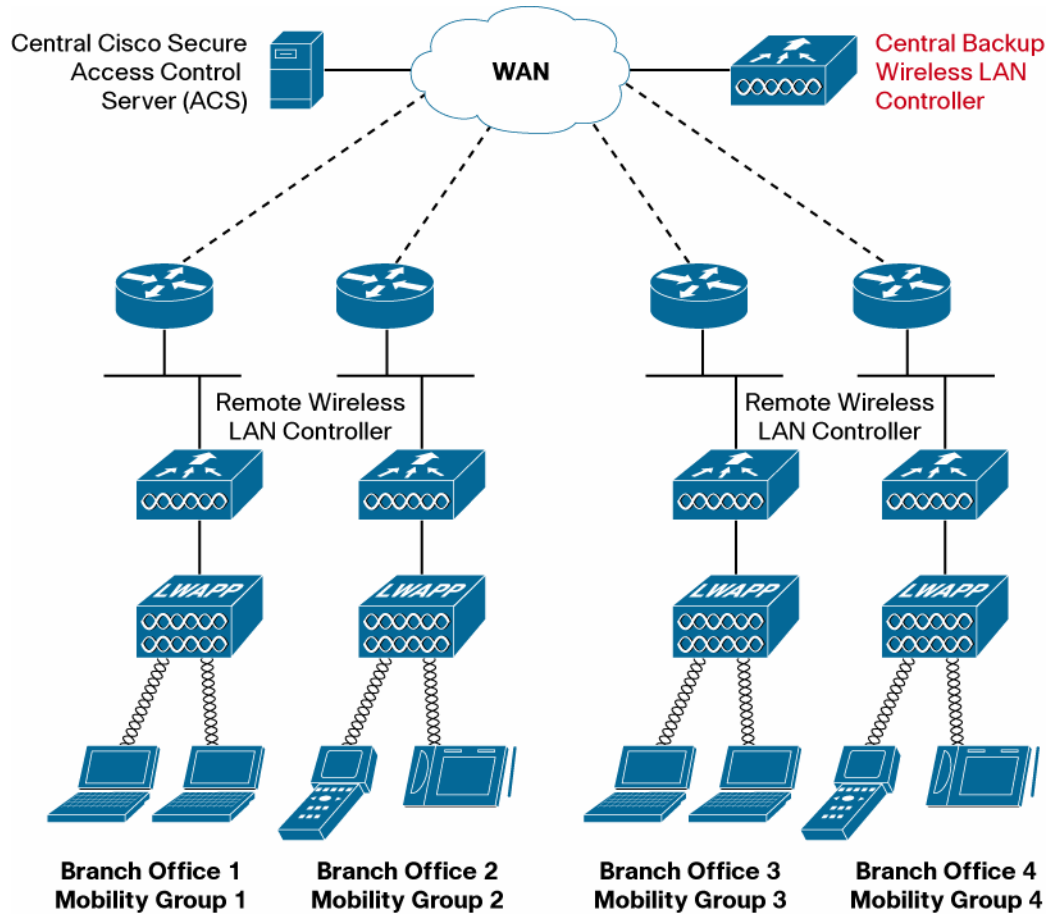 Central Cisco Secure
Access Control
Server (ACS)
WAN
Central Backup
Wireless LAN
Controller
Remote Wireless
LAN Controller
Remote Wireless
LAN Controller
LWAPP
LWAPP
LWAPP
LWAPP
Branch Office 1
Mobility Group 1
Branch Office 2
Mobility Group 2
Branch Office 3
Mobility Group 3
Branch Office 4
Mobility Group 4